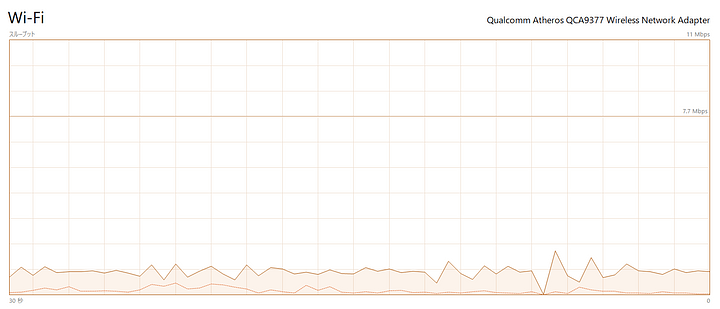 Wi-Fi
Qualcomm Atheros QCA9377 Wireless Network Adapter
スループット
11 Mbps
7.7 Mbps
30 秒
0